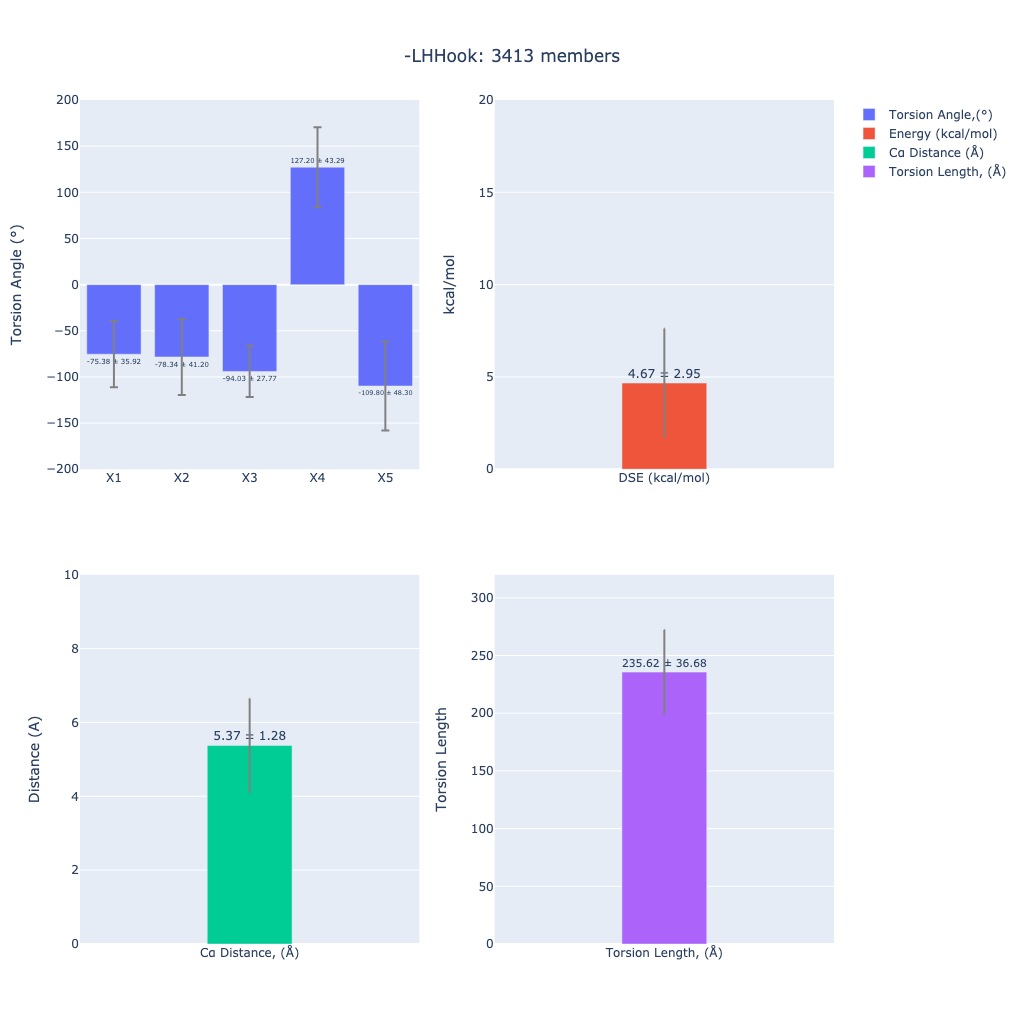 -LHHook: 3413 members
Torsion Angle,(°)
Energy (kcal/mol)
Cɑ Distance (Å)
Torsion Length, (Å)
Torsion Angle (°)
200
150
100
50
0
−50
−100
−150
−200
-75.38 ± 35.92
-78.34 ± 41.20
-94.03 ± 27.77
127.20 ± 43.29
-109.80 ± 48.30
X1 X2 X3 X4 X5
kcal/mol
20
15
10
5
0
4.67 ± 2.95
DSE (kcal/mol)
Distance (A)
10
8
6
4
2
0
5.37 ± 1.28
Cɑ Distance, (Å)
Torsion Length
300
250
200
150
100
50
0
235.62 ± 36.68
Torsion Length, (Å)